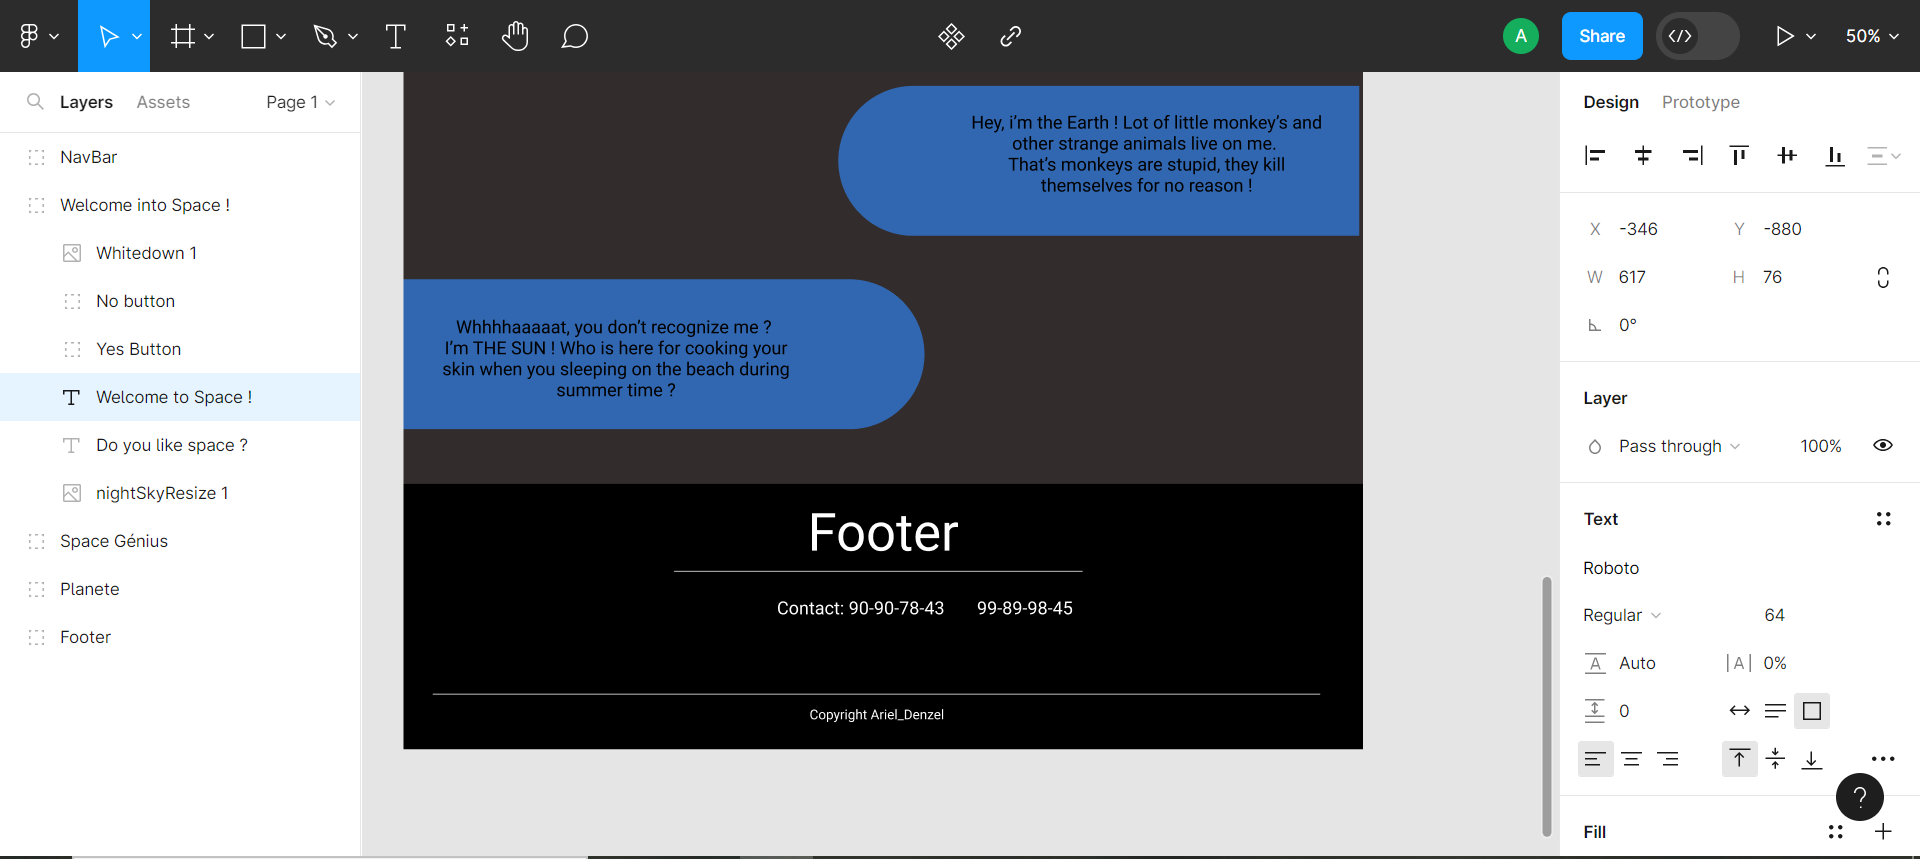 A
Share
50%
Layers
Assets
Page 1
NavBar
Welcome into Space !
Whitedown 1
No button
Yes Button
Welcome to Space !
Do you like space ?
nightSkyResize 1
Space Génius
Planete
Footer
Hey, i’m the Earth ! Lot of little monkey’s and
other strange animals live on me.
That’s monkeys are stupid, they kill
themselves for no reason !
Whhhhaaaaat, you don’t recognize me ?
I’m THE SUN ! Who is here for cooking your
skin when you sleeping on the beach during
summer time ?
Footer
Contact: 90-90-78-43 99-89-98-45
Copyright Ariel_Denzel
Design
Prototype
X -346 Y -880
W 617 H 76
0°
Layer
Pass through 100%
Text
Roboto
Regular 64
A Auto |A| 0%
0
?
Fill